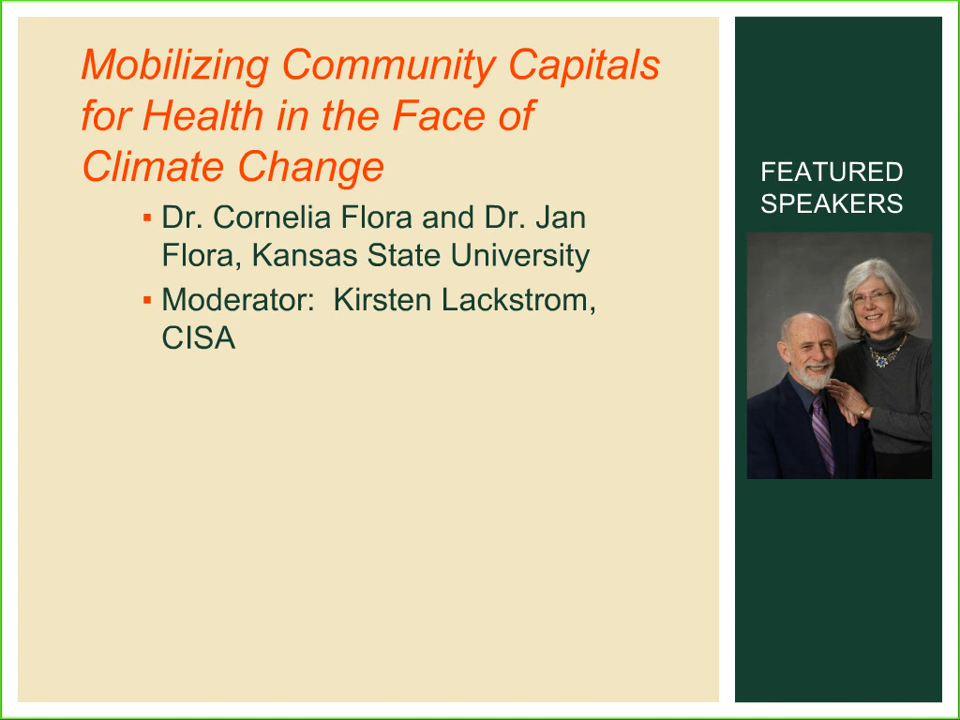 Mobilizing Community Capitals
for Health in the Face of
Climate Change
▪ Dr. Cornelia Flora and Dr. Jan
Flora, Kansas State University
▪ Moderator:  Kirsten Lackstrom,
CISA
FEATURED
SPEAKERS